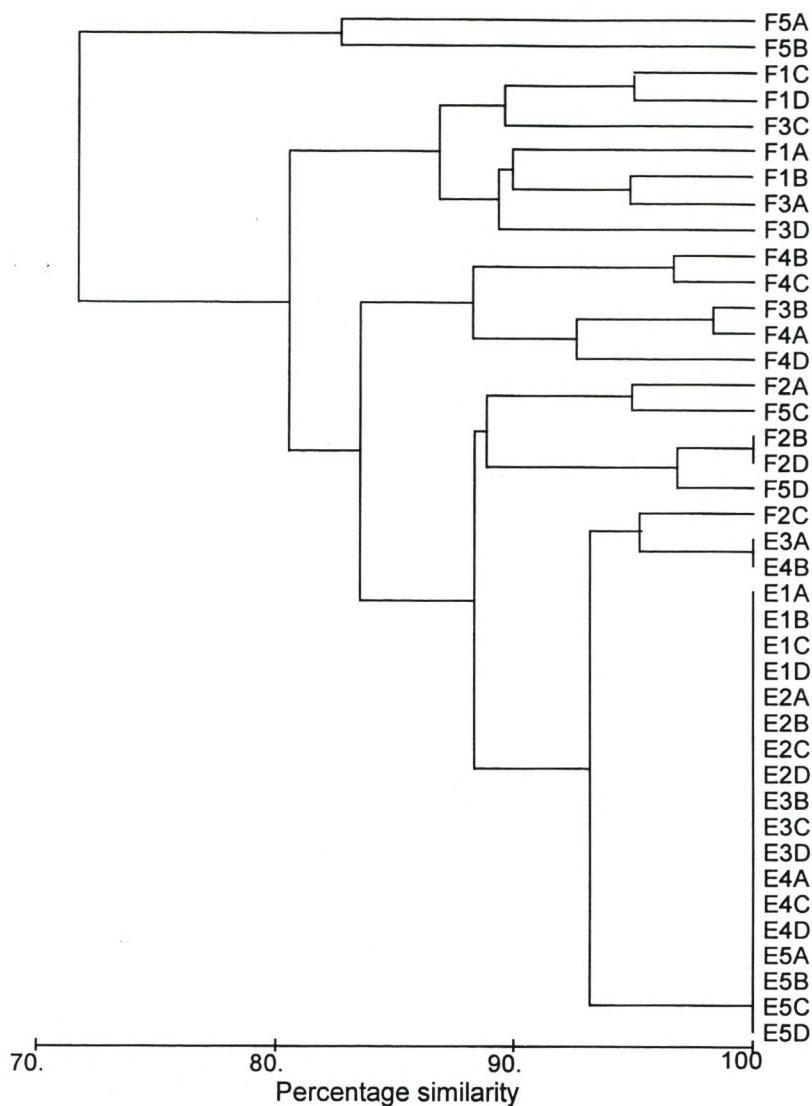 F5A
F5B
F1C
F1D
F3C
F1A
F1B
F3A
F3D
F4B
F4C
F3B
F4A
F4D
F2A
F5C
F2B
F2D
F5D
F2C
E3A
E4B
E1A
E1B
E1C
E1D
E2A
E2B
E2C
E2D
E3B
E3C
E3D
E4A
E4C
E4D
E5A
E5B
E5C
E5D
70. 80. 90. 100
Percentage similarity